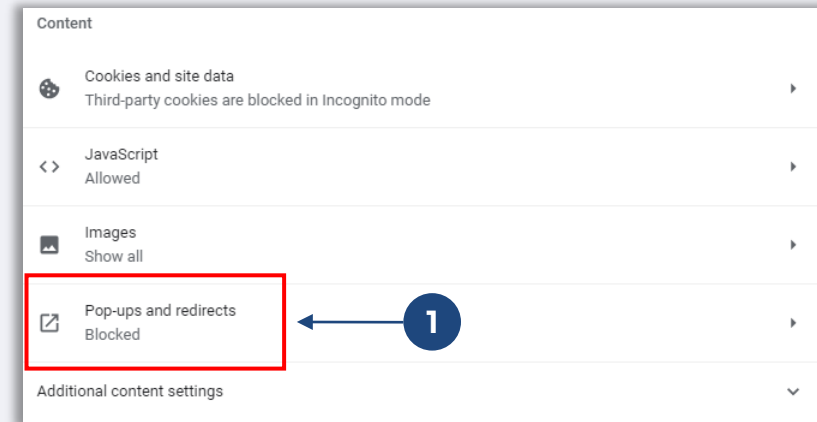 Content
Cookies and site data
Third-party cookies are blocked in Incognito mode
JavaScript
Allowed
Images
Show all
Pop-ups and redirects
Blocked
1
Additional content settings